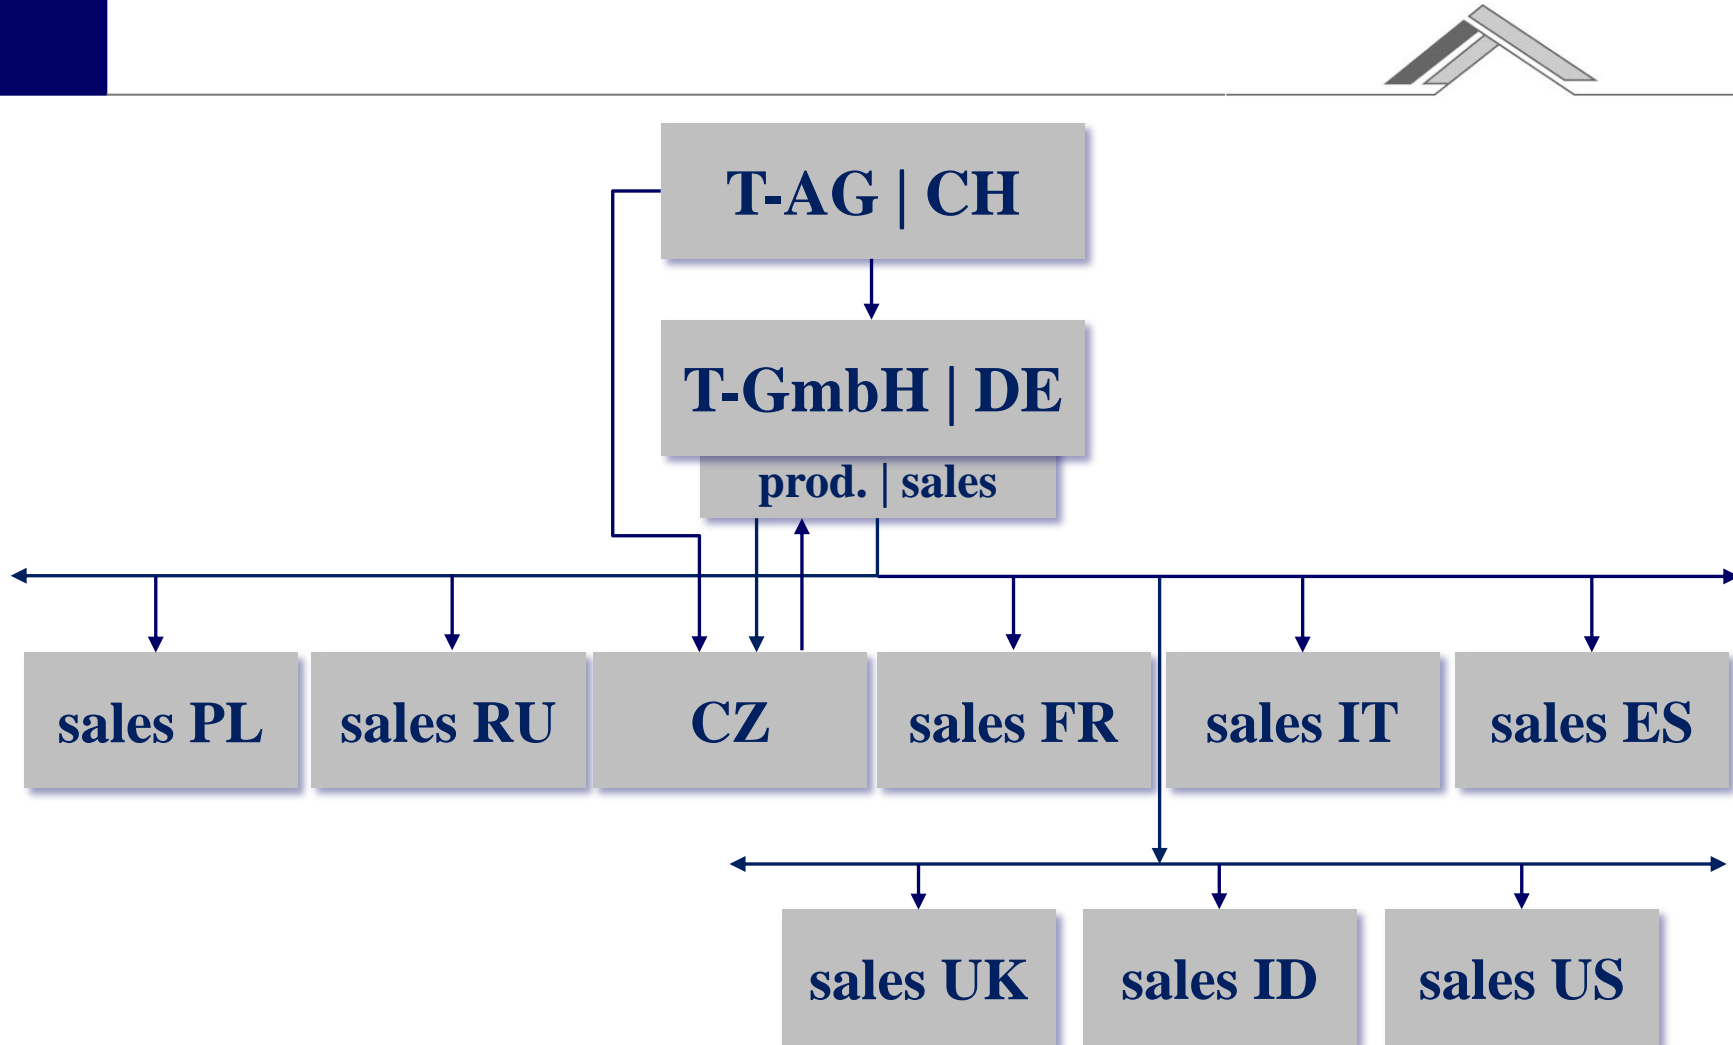 T-AG | CH
T-GmbH | DE
prod. | sales
sales PL
sales RU
CZ
sales FR
sales IT
sales ES
sales UK
sales ID
sales US